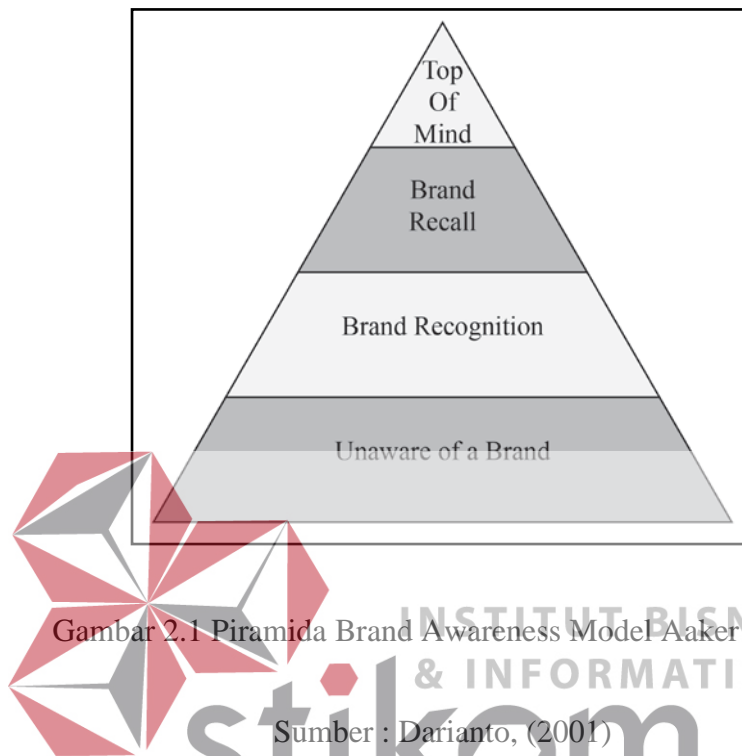 Top
Of
Mind
Brand
Recall
Brand Recognition
Unaware of a Brand
INSTITUT BISN
Gambar 2.1 Piramida Brand Awareness Model Aaker
& INFORMATI
stikom
Sumber : Darianto, (2001)